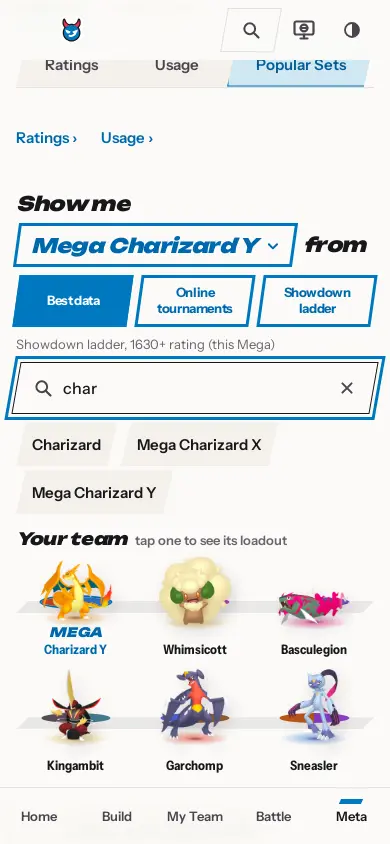 Ratings Usage Popular Sets
Ratings › Usage ›
Show me
Mega Charizard Y from
Best data
Online tournaments
Showdown ladder
Showdown ladder, 1630+ rating (this Mega)
char
Charizard Mega Charizard X
Mega Charizard Y
Your team tap one to see its loadout
MEGA
Charizard Y Whimsicott Basculegion
Kingambit Garchomp Sneasler
Home Build My Team Battle Meta